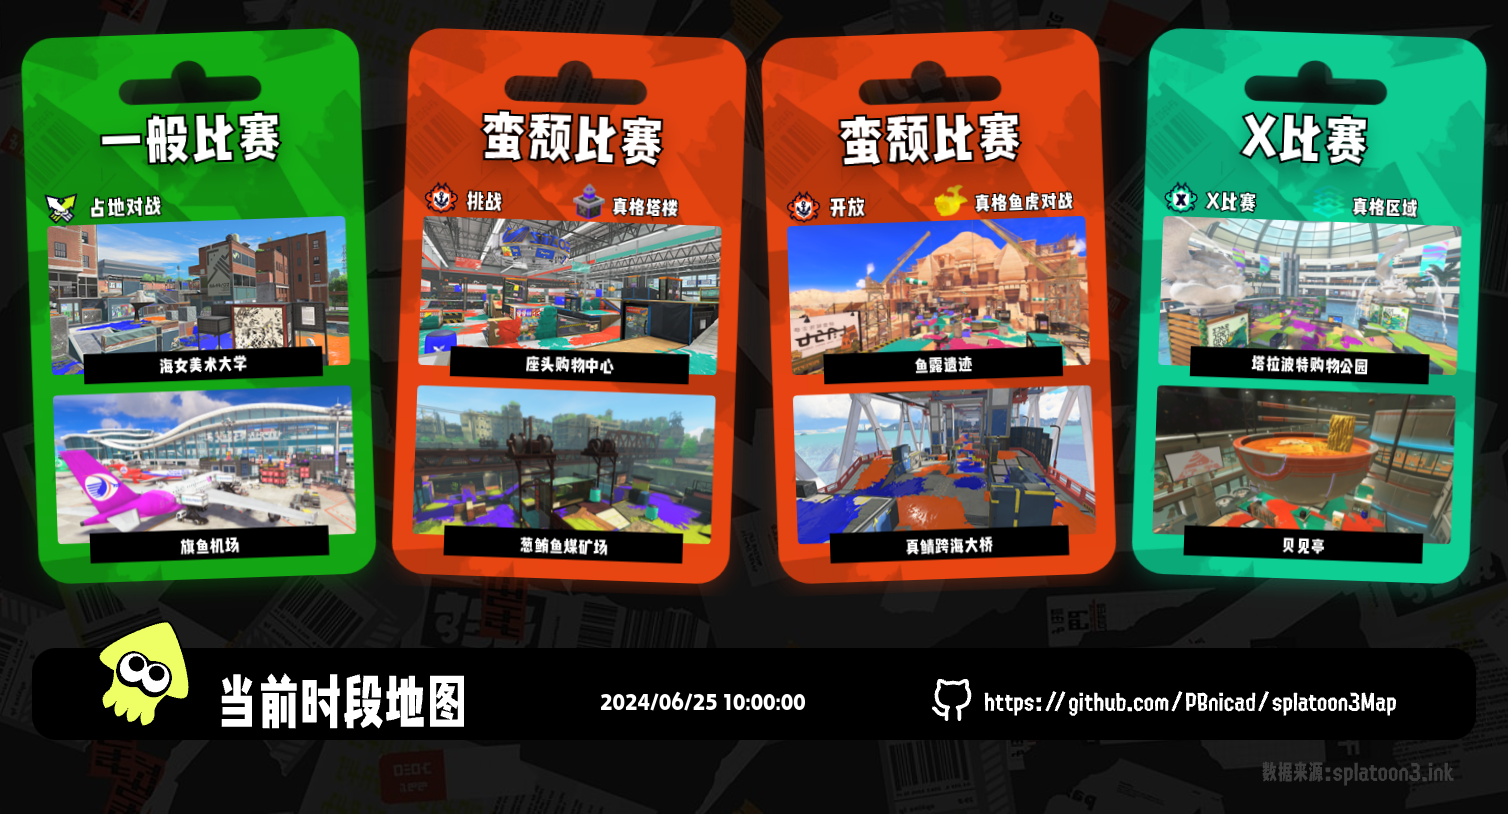 一般比赛
占地对战
海女美术大学
旗鱼机场
蛮颓比赛
挑战
真格塔楼
座头购物中心
葱鲔鱼煤矿场
蛮颓比赛
开放
真格鱼虎对战
鱼露遗迹
真鲭跨海大桥
X比赛
X比赛
真格区域
塔拉波特购物公园
贝见亭
当前时段地图
2024/06/25 10:00:00
https://github.com/PBnicad/splatoon3Map
数据来源:splatoon3.ink